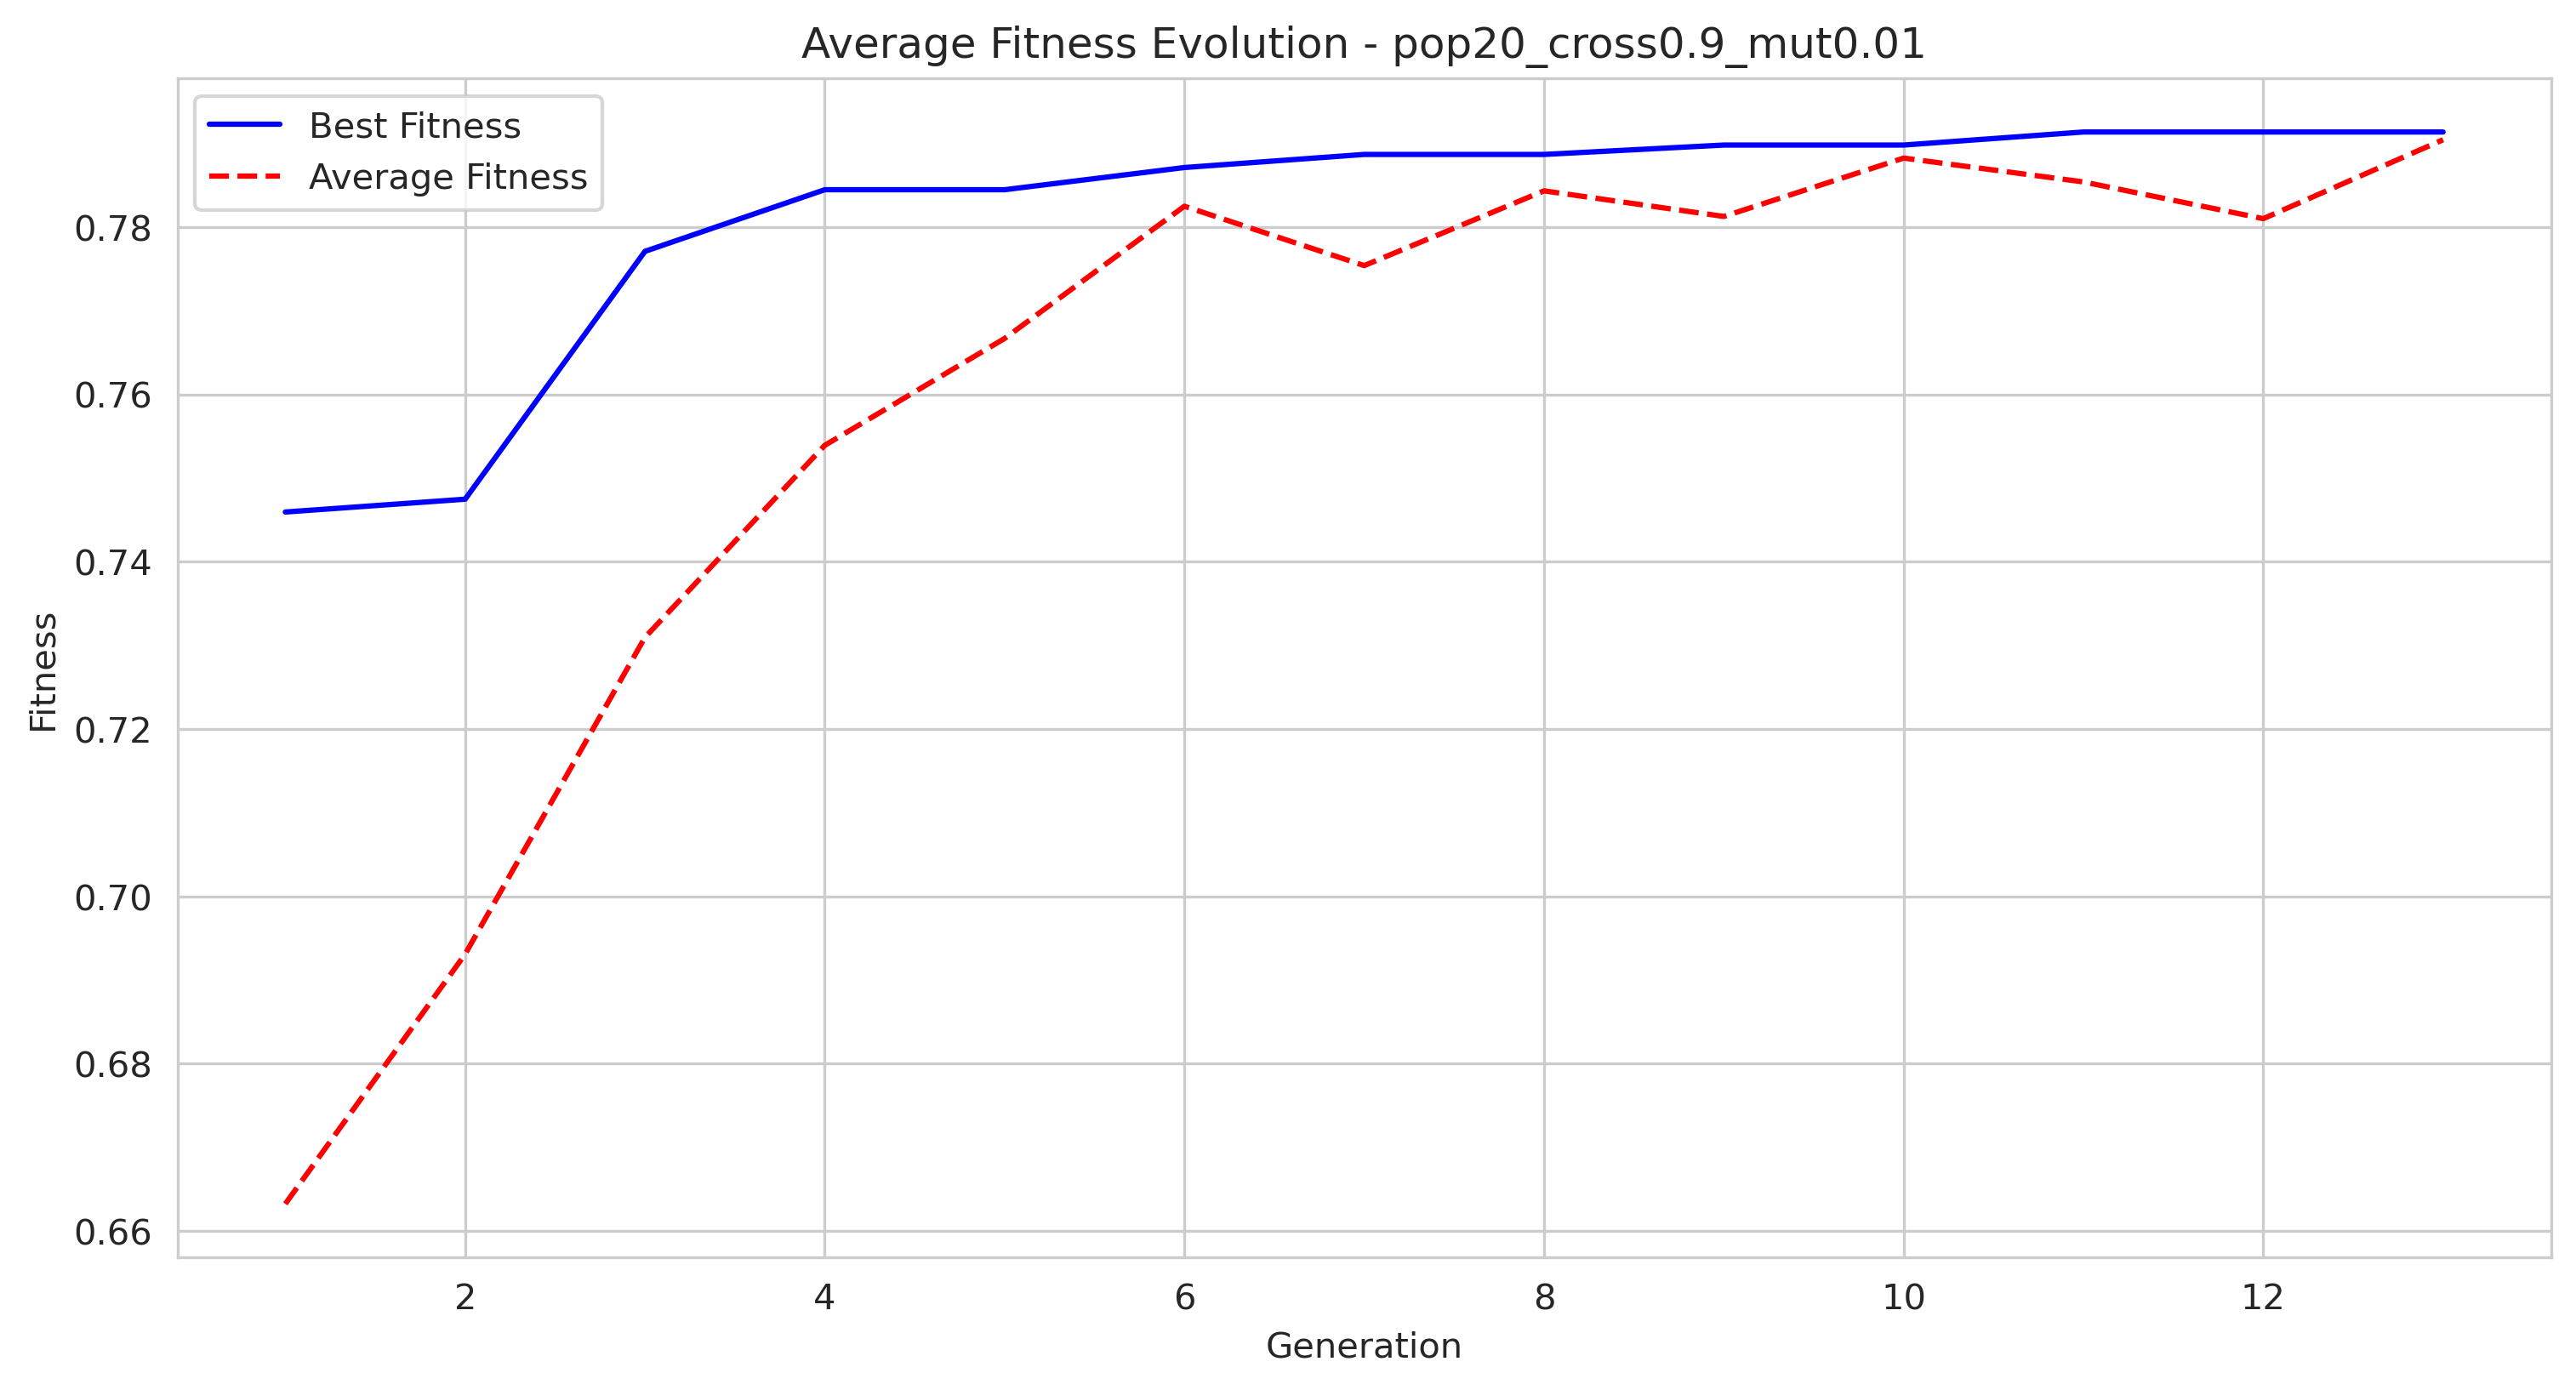 Average Fitness Evolution - pop20_cross0.9_mut0.01
Best Fitness
Average Fitness
0.78
0.76
0.74
0.72
0.70
0.68
0.66
Fitness
2
4
6
8
10
12
Generation